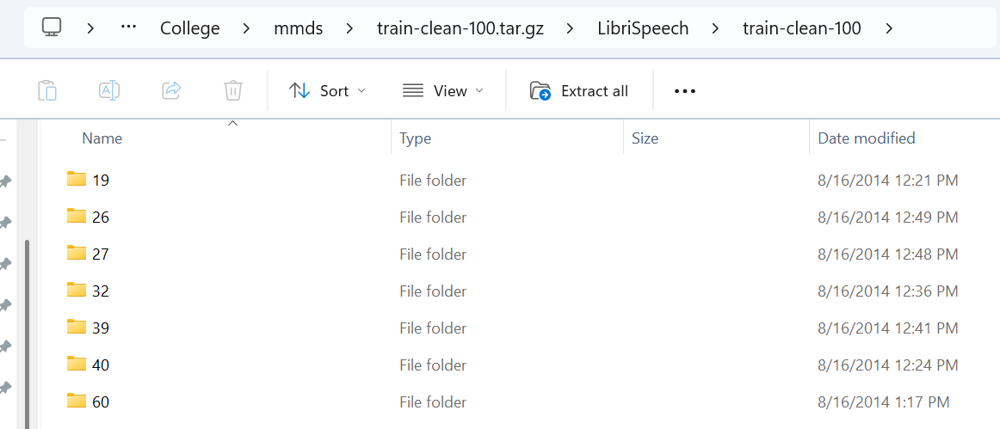 ··· College mmds train-clean-100.tar.gz LibriSpeech train-clean-100
Sort View Extract all ···
Name Type Size Date modified
19 File folder 8/16/2014 12:21 PM
26 File folder 8/16/2014 12:49 PM
27 File folder 8/16/2014 12:48 PM
32 File folder 8/16/2014 12:36 PM
39 File folder 8/16/2014 12:41 PM
40 File folder 8/16/2014 12:24 PM
60 File folder 8/16/2014 1:17 PM